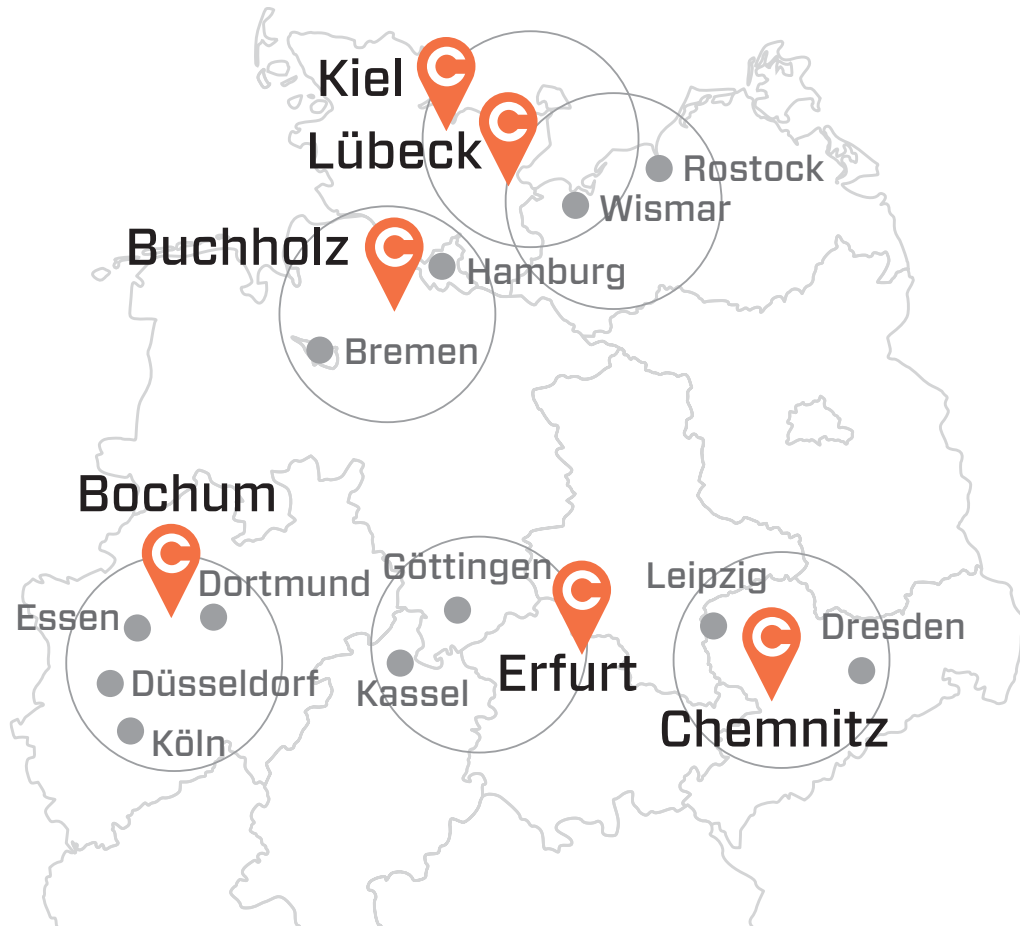 Kiel
C
Lübeck
C
Rostock
Wismar
Buchholz
C
Hamburg
Bremen
Bochum
C
Dortmund
Essen
Düsseldorf
Köln
Göttingen
Kassel
C
Erfurt
Leipzig
C
Dresden
Chemnitz